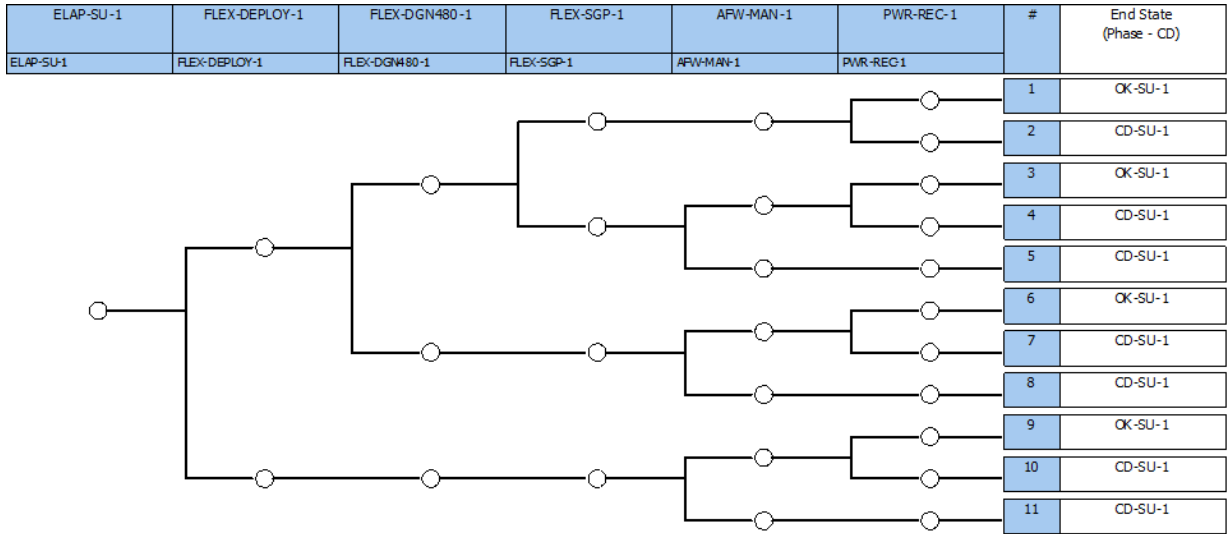 ELAP-SU-1 FLEX-DEPLOY-1 FLEX-DGN480-1 FLEX-SGP-1 AFW-MAN-1 PWR-REC-1 # End State
(Phase - CD)
ELAP-SU-1 FLEX-DEPLOY-1 FLEX-DGN480-1 FLEX-SGP-1 AFW-MAN-1 PWR-REC-1
1 OK-SU-1
2 CD-SU-1
3 OK-SU-1
4 CD-SU-1
5 CD-SU-1
6 OK-SU-1
7 CD-SU-1
8 CD-SU-1
9 OK-SU-1
10 CD-SU-1
11 CD-SU-1